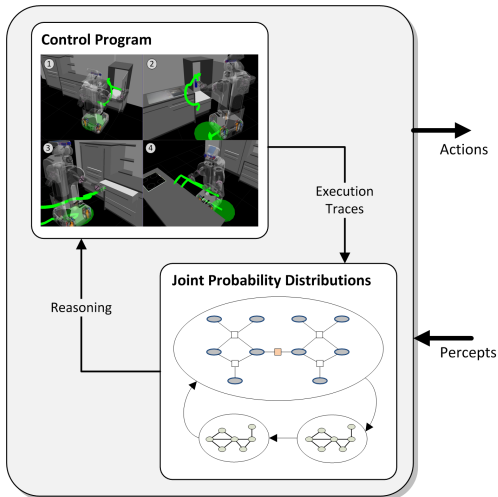 Control Program
1
2
3
4
Actions
Execution
Traces
Joint Probability Distributions
Reasoning
Percepts